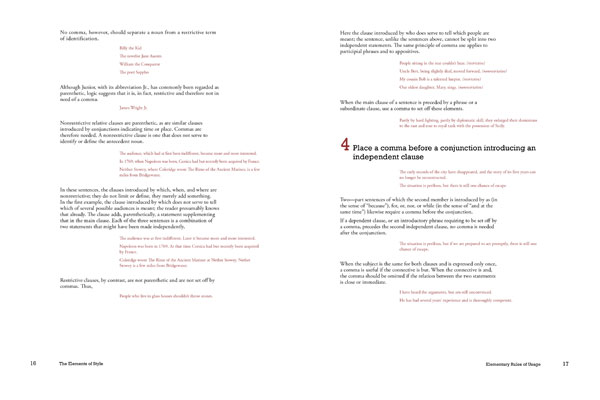 No comma, however, should separate a noun from a restrictive term
of identification.
Billy the Kid
The novelist Jane Austen
William the Conqueror
The poet Sappho
Although Junior, with its abbreviation Jr., has commonly been regarded as
parenthetic, logic suggests that it is, in fact, restrictive and therefore not in
need of a comma.
James Wright Jr.
Nonrestrictive relative clauses are parenthetic, as are similar clauses
introduced by conjunctions indicating time or place. Commas are
therefore needed. A nonrestrictive clause is one that does not serve to
identify or define the antecedent noun.
The audience, which had at first been indifferent, became more and more interested.
In 1769, when Napoleon was born, Corsica had but recently been acquired by France.
Nether Stowey, where Coleridge wrote The Rime of the Ancient Mariner, is a few
miles from Bridgewater.
In these sentences, the clauses introduced by which, when, and where are
nonrestrictive; they do not limit or define, they merely add something.
In the first example, the clause introduced by which does not serve to tell
which of several possible audiences is meant; the reader presumably knows
that already. The clause adds, parenthetically, a statement supplementing
that in the main clause. Each of the three sentences is a combination of
two statements that might have been made independently.
The audience was at first indifferent. Later it became more and more interested.
Napoleon was born in 1769. At that time Corsica had but recently been acquired
by France.
Coleridge wrote The Rime of the Ancient Mariner at Nether Stowey. Nether
Stowey is a few miles from Bridgewater.
Restrictive clauses, by contrast, are not parenthetic and are not set off by
commas. Thus,
People who live in glass houses shouldn't throw stones.
16 The Elements of Style
Here the clause introduced by who does serve to tell which people are
meant; the sentence, unlike the sentences above, cannot be split into two
independent statements. The same principle of comma use applies to
participial phrases and to appositives.
People sitting in the rear couldn't hear. (restrictive)
Uncle Bert, being slightly deaf, moved forward. (nonrestrictive)
My cousin Bob is a talented harpist. (restrictive)
Our oldest daughter, Mary, sings. (nonrestrictive)
When the main clause of a sentence is preceded by a phrase or a
subordinate clause, use a comma to set off these elements.
Partly by hard fighting, partly by diplomatic skill, they enlarged their dominions
to the east and rose to royal rank with the possession of Sicily.
4 Place a comma before a conjunction introducing an
independent clause
The early records of the city have disappeared, and the story of its first years can
no longer be reconstructed.
The situation is perilous, but there is still one chance of escape.
Two-part sentences of which the second member is introduced by as (in
the sense of "because"), for, or, nor, or while (in the sense of "and at the
same time") likewise require a comma before the conjunction.
If a dependent clause, or an introductory phrase requiring to be set off by
a comma, precedes the second independent clause, no comma is needed
after the conjunction.
The situation is perilous, but if we are prepared to act promptly, there is still one
chance of escape.
When the subject is the same for both clauses and is expressed only once,
a comma is useful if the connective is but. When the connective is and,
the comma should be omitted if the relation between the two statements
is close or immediate.
I have heard the arguments, but am still unconvinced.
He has had several years' experience and is thoroughly competent.
Elementary Rules of Usage 17